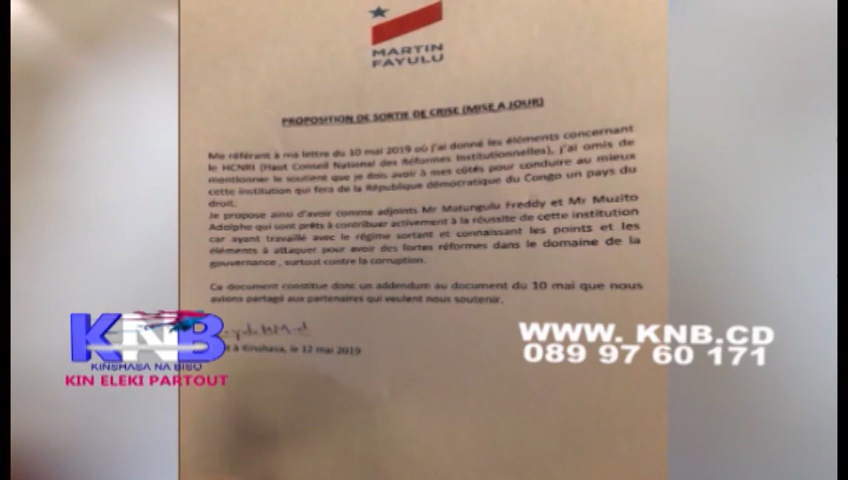 MARTIN
FAYULU
PROPOSITION DE SORTIE DE CRISE (MISE A JOUR)
Me référant à ma lettre du 10 mai 2019 où j'ai donné les éléments concernant
le HCNRI (Haut Conseil National des Réformes Institutionnelles), j'ai omis de
mentionner le soutient que je dois avoir à mes côtés pour conduire au mieux
cette institution qui fera de la République démocratique du Congo un pays du
droit.
Je propose ainsi d'avoir comme adjoints Mr Matungulu Freddy et Mr Muzito
Adolphe qui sont prêts à contribuer activement à la réussite de cette institution
car ayant travaillé avec le régime sortant et connaissant les points et les
éléments à attaquer pour avoir des fortes réformes dans le domaine de la
gouvernance, surtout contre la corruption.
Ce document constitue donc un addendum au document du 10 mai que nous
avions partagé aux partenaires qui veulent nous soutenir.
à Kinshasa, le 12 mai 2019
KNB
KINSHASA NA BISO
KIN ELEKI PARTOUT
WWW. KNB.CD
089 97 60 171